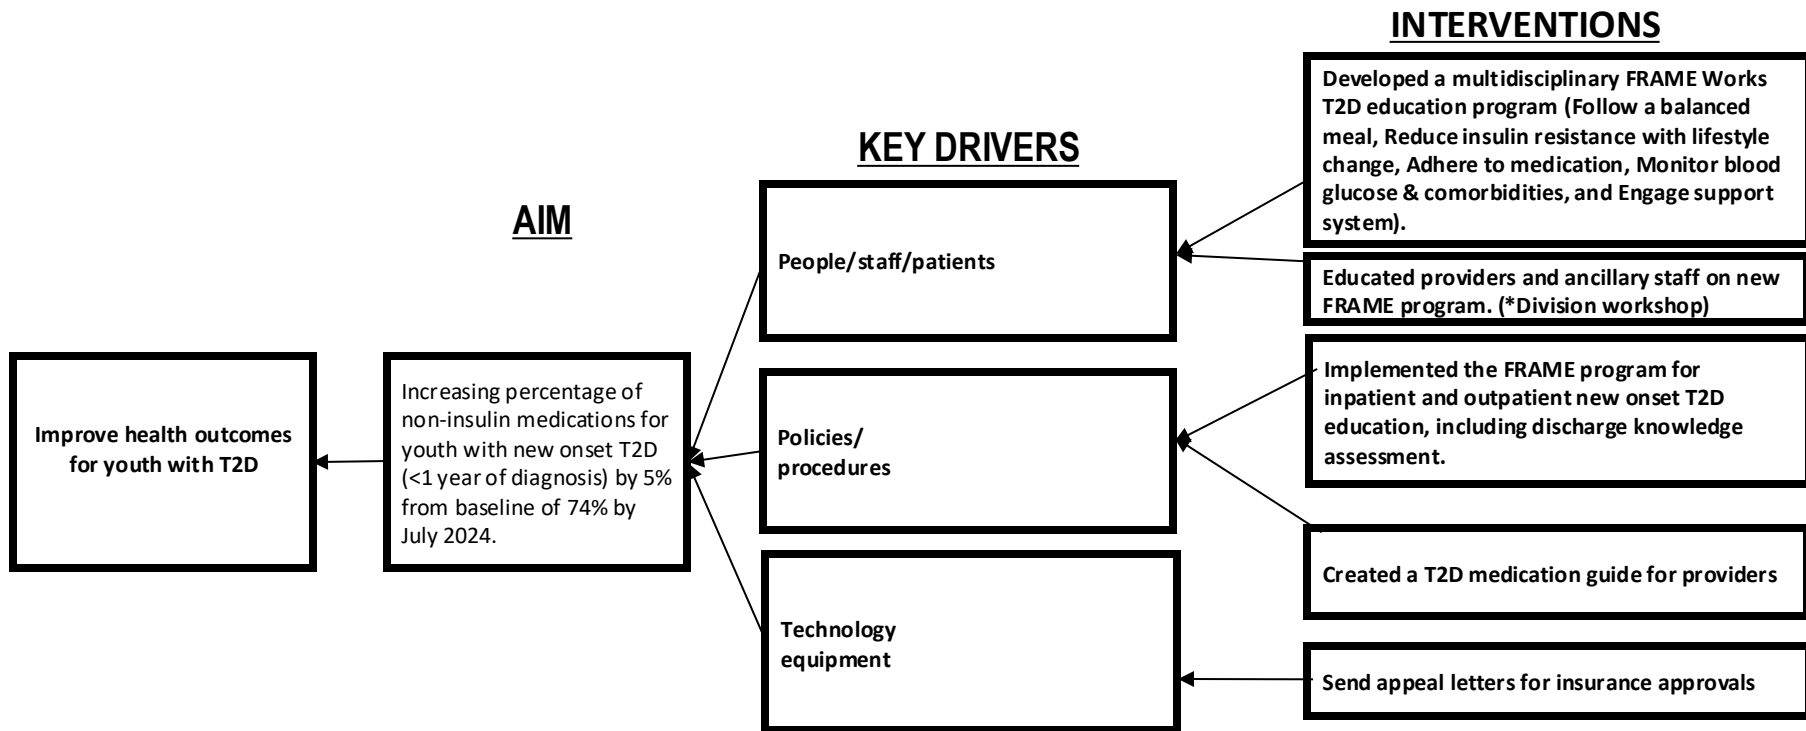 INTERVENTIONS
Developed a multidisciplinary FRAME Works
T2D education program (Follow a balanced
meal, Reduce insulin resistance with lifestyle
change, Adhere to medication, Monitor blood
glucose & comorbidities, and Engage support
system).
KEY DRIVERS
AIM
People/staff/patients
Educated providers and ancillary staff on new
FRAME program. (*Division workshop)
Improve health outcomes
for youth with T2D
Increasing percentage of
non-insulin medications for
youth with new onset T2D
(<1 year of diagnosis) by 5%
from baseline of 74% by
July 2024.
Policies/
procedures
Implemented the FRAME program for
inpatient and outpatient new onset T2D
education, including discharge knowledge
assessment.
Created a T2D medication guide for providers
Technology
equipment
Send appeal letters for insurance approvals